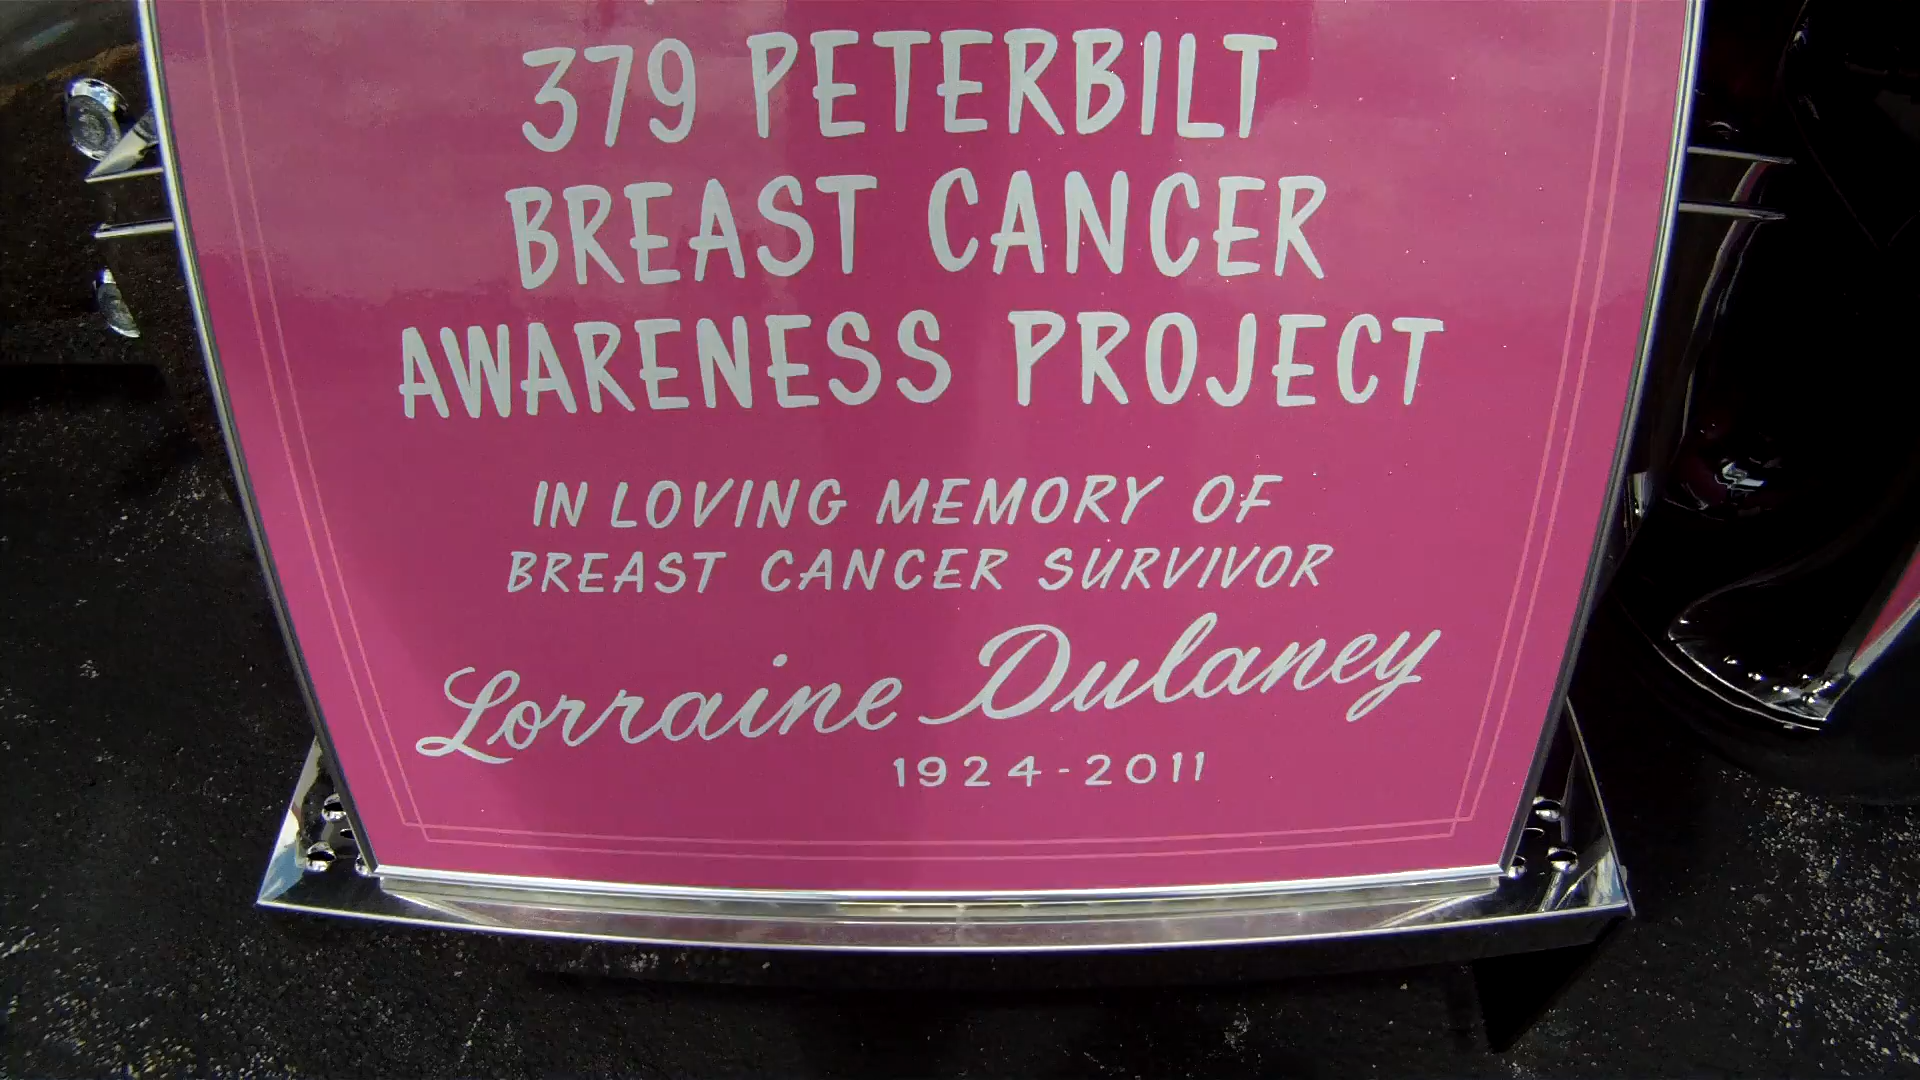 379 PETERBILT
BREAST CANCER
AWARENESS PROJECT
IN LOVING MEMORY OF
BREAST CANCER SURVIVOR
Lorraine Dulaney
1924-2011